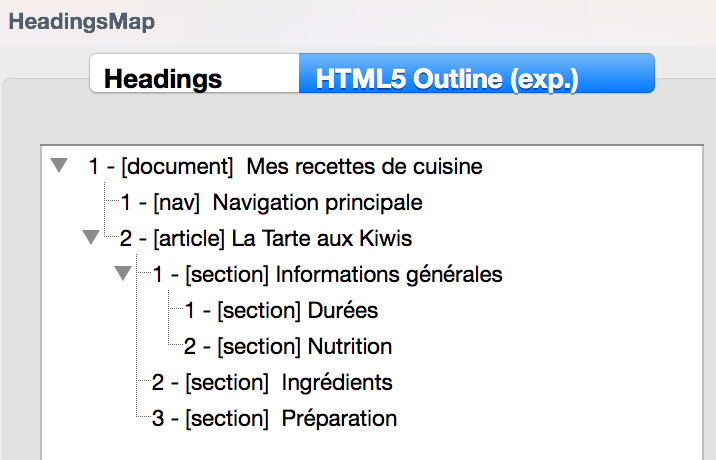 HeadingsMap
Headings HTML5 Outline (exp.)
1 - [document] Mes recettes de cuisine
1 - [nav] Navigation principale
2 - [article] La Tarte aux Kiwis
1 - [section] Informations générales
1 - [section] Durées
2 - [section] Nutrition
2 - [section] Ingrédients
3 - [section] Préparation